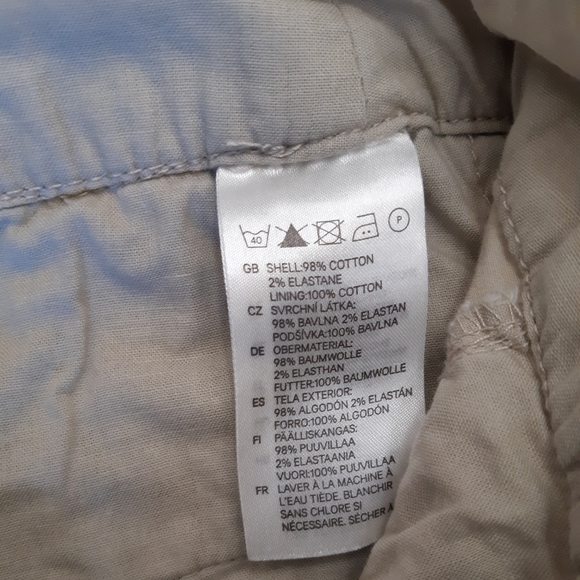 40 P
GB SHELL:98% COTTON
2% ELASTANE
LINING:100% COTTON
CZ SVRCHNÍ LÁTKA:
98% BAVLNA 2% ELASTAN
PODŠÍVKA:100% BAVLNA
DE OBERMATERIAL:
98% BAUMWOLLE
2% ELASTHAN
FUTTER:100% BAUMWOLLE
ES TELA EXTERIOR:
98% ALGODÓN 2% ELASTÁN
FORRO:100% ALGODÓN
FI PÄÄLLISKANGAS:
98% PUUVILLAA
2% ELASTAANIA
VUORI:100% PUUVILLAA
FR LAVER À LA MACHINE À
L'EAU TIÈDE. BLANCHIR
SANS CHLORE SI
NÉCESSAIRE. SÉCHER À